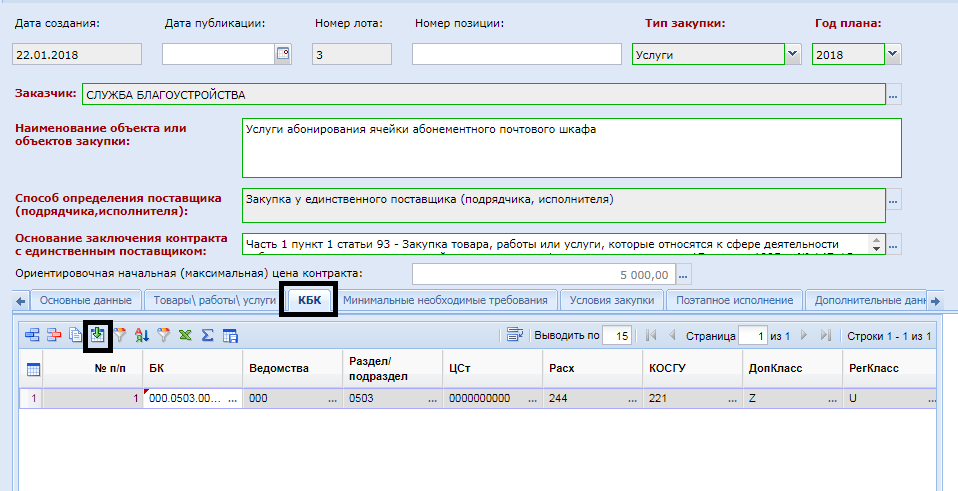 Дата создания: Дата публикации: Номер лота: Номер позиции: Тип закупки: Год плана:
22.01.2018 3 Услуги 2018
Заказчик: СЛУЖБА БЛАГОУСТРОЙСТВА ...
Наименование объекта или
объектов закупки:
Услуги абонирования ячейки абонементного почтового шкафа
Способ определения поставщика
(подрядчика,исполнителя):
Закупка у единственного поставщика (подрядчика, исполнителя) ...
Основание заключения контракта
с единственным поставщиком:
Часть 1 пункт 1 статьи 93 - Закупка товара, работы или услуги, которые относятся к сфере деятельности ...
Ориентировочная начальная (максимальная) цена контракта: 5 000,00 ...
Основные данные Товары\ работы\ услуги КБК Минимальные необходимые требования Условия закупки Поэтапное исполнение Дополнительные дан
Выводить по 15 Страница 1 из 1 Строки 1 - 1 из 1
№ п/п БК Ведомства Раздел/ подраздел ЦСт Расх КОСГУ ДопКласс РегКласс
1 1 000.0503.00... ... 000 ... 0503 ... 0000000000 ... 244 ... 221 ... Z ... U ...